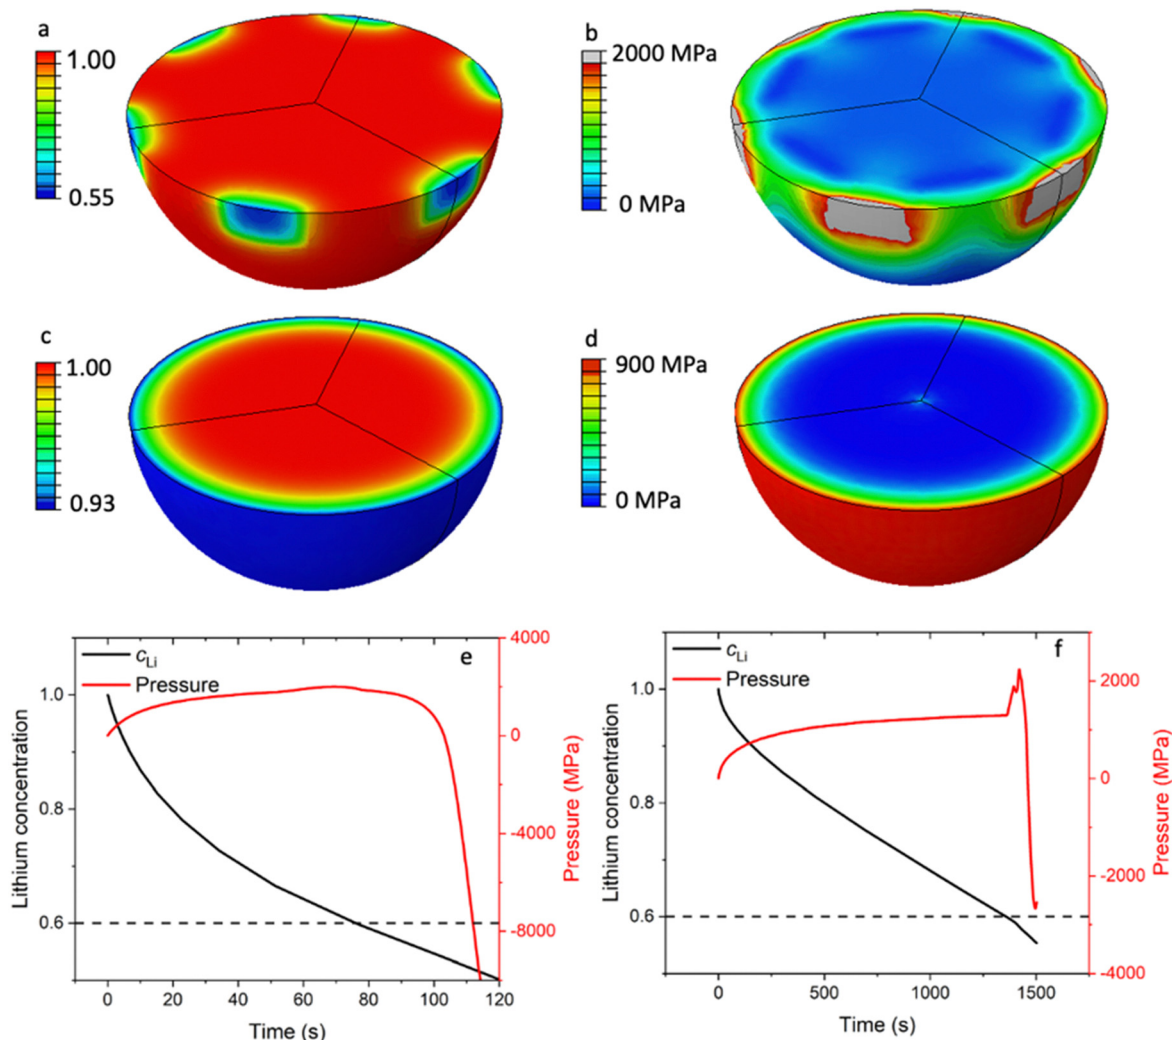 a
1.00
0.55
b
2000 MPa
0 MPa
c
1.00
0.93
d
900 MPa
0 MPa
e
cLi
Pressure
Lithium concentration
1.0
0.8
0.6
4000
0
-4000
-8000
Pressure (MPa)
0 20 40 60 80 100 120
Time (s)
f
cLi
Pressure
Lithium concentration
1.0
0.8
0.6
0.4
2000
0
-2000
-4000
Pressure (MPa)
0 500 1000 1500
Time (s)